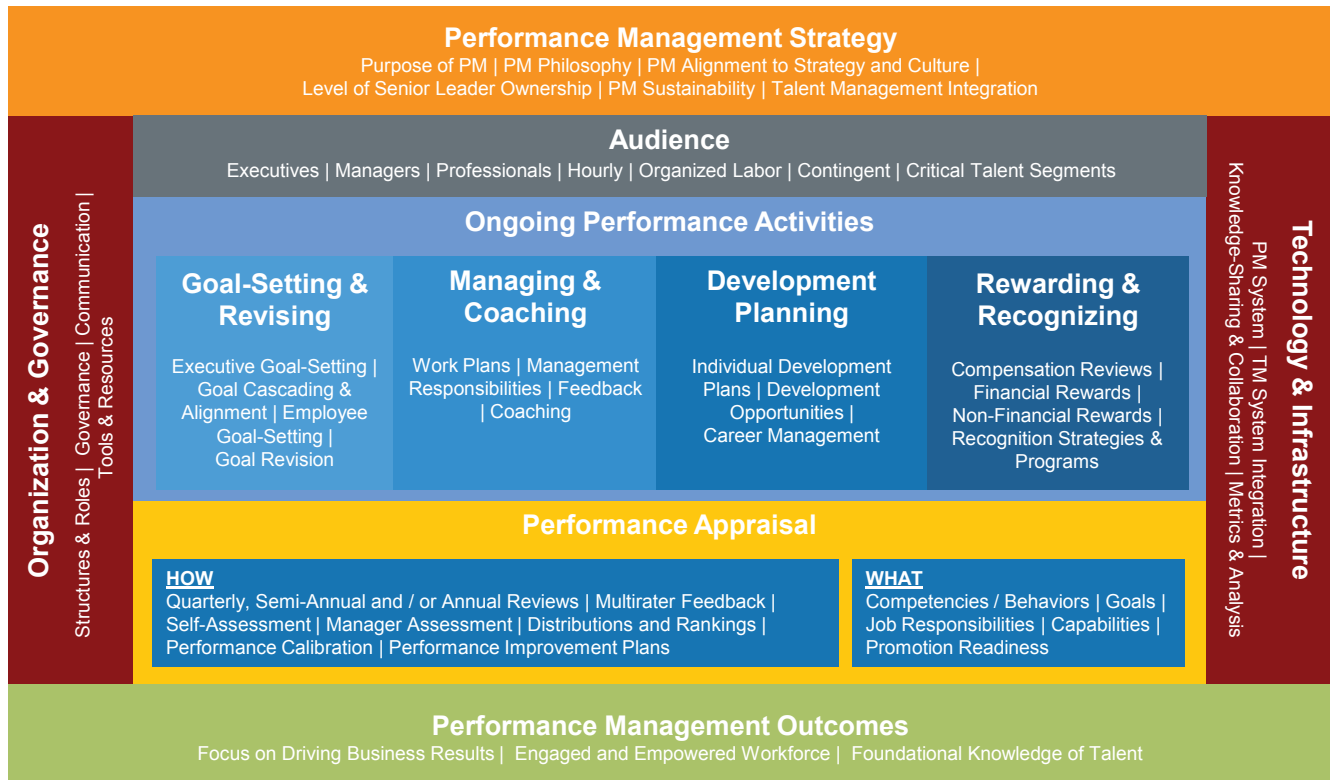 Performance Management Strategy
Purpose of PM | PM Philosophy | PM Alignment to Strategy and Culture |
Level of Senior Leader Ownership | PM Sustainability | Talent Management Integration
Organization & Governance
Structures & Roles | Governance | Communication |
Tools & Resources
Audience
Executives | Managers | Professionals | Hourly | Organized Labor | Contingent | Critical Talent Segments
Ongoing Performance Activities
Goal-Setting &
Revising
Executive Goal-Setting |
Goal Cascading &
Alignment | Employee
Goal-Setting |
Goal Revision
Managing &
Coaching
Work Plans | Management
Responsibilities | Feedback
| Coaching
Development
Planning
Individual Development
Plans | Development
Opportunities |
Career Management
Rewarding &
Recognizing
Compensation Reviews |
Financial Rewards |
Non-Financial Rewards |
Recognition Strategies &
Programs
Performance Appraisal
HOW
Quarterly, Semi-Annual and / or Annual Reviews | Multirater Feedback |
Self-Assessment | Manager Assessment | Distributions and Rankings |
Performance Calibration | Performance Improvement Plans
WHAT
Competencies / Behaviors | Goals |
Job Responsibilities | Capabilities |
Promotion Readiness
Technology & Infrastructure
PM System | TM System Integration |
Knowledge-Sharing & Collaboration | Metrics & Analysis
Performance Management Outcomes
Focus on Driving Business Results | Engaged and Empowered Workforce | Foundational Knowledge of Talent